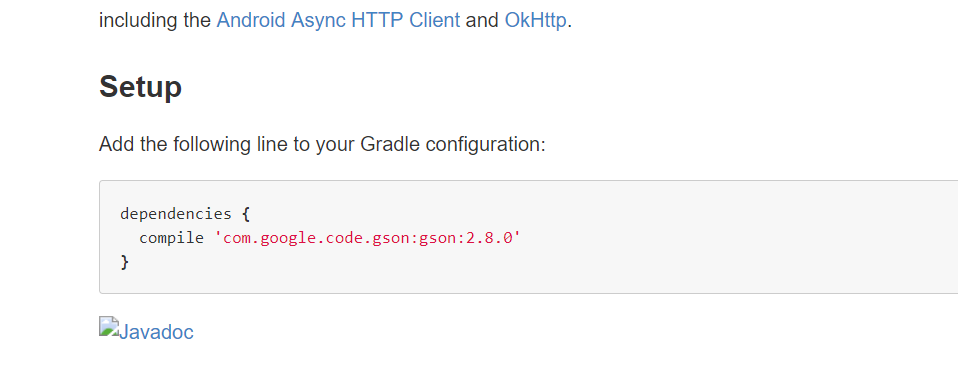 including the Android Async HTTP Client and OkHttp.
Setup
Add the following line to your Gradle configuration:
dependencies {
  compile 'com.google.code.gson:gson:2.8.0'
}
Javadoc